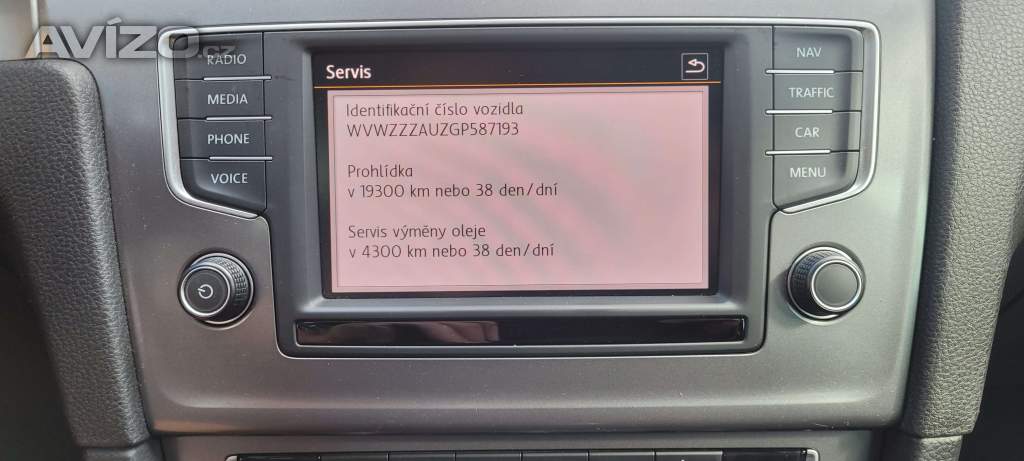 AVÍZO.cz
RADIO
MEDIA
PHONE
VOICE
Servis
Identifikační číslo vozidla
WVWZZZAUZGP587193
Prohlídka
v 19300 km nebo 38 den/dní
Servis výměny oleje
v 4300 km nebo 38 den/dní
NAV
TRAFFIC
CAR
MENU